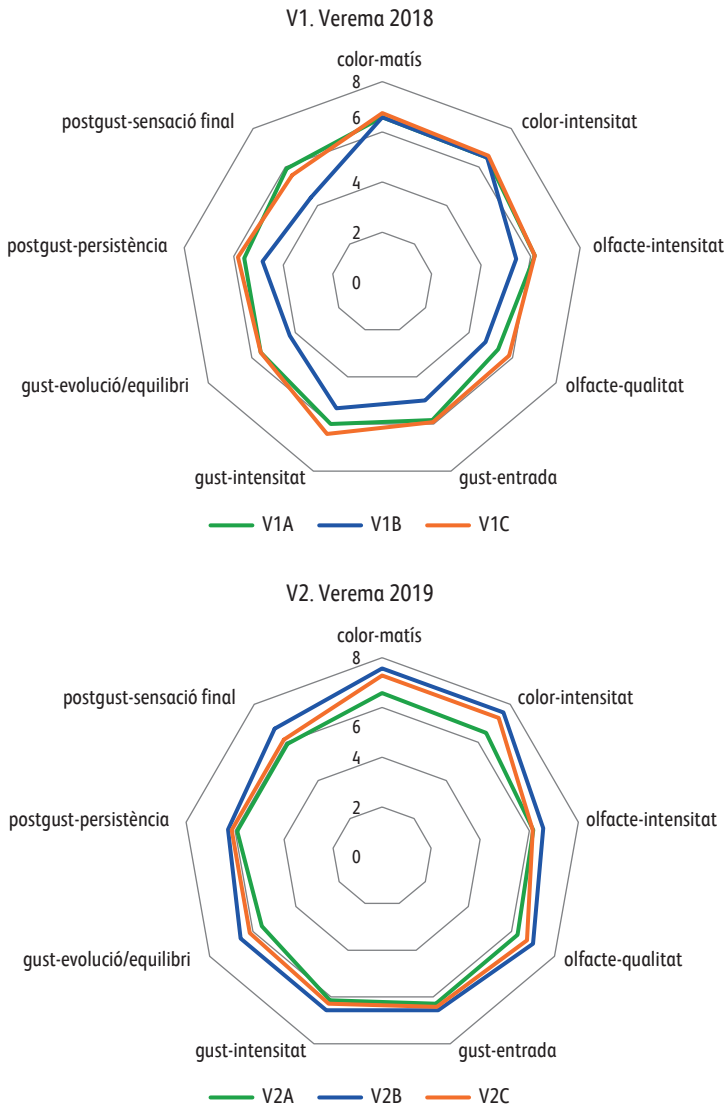 V1. Verema 2018
color-matís
8
postgust-sensació final
color-intensitat
6
4
postgust-persistència
olfacte-intensitat
2
0
gust-evolució/equilibri
olfacte-qualitat
gust-intensitat
gust-entrada
V1A V1B V1C
V2. Verema 2019
color-matís
8
postgust-sensació final
color-intensitat
6
4
postgust-persistència
olfacte-intensitat
2
0
gust-evolució/equilibri
olfacte-qualitat
gust-intensitat
gust-entrada
V2A V2B V2C